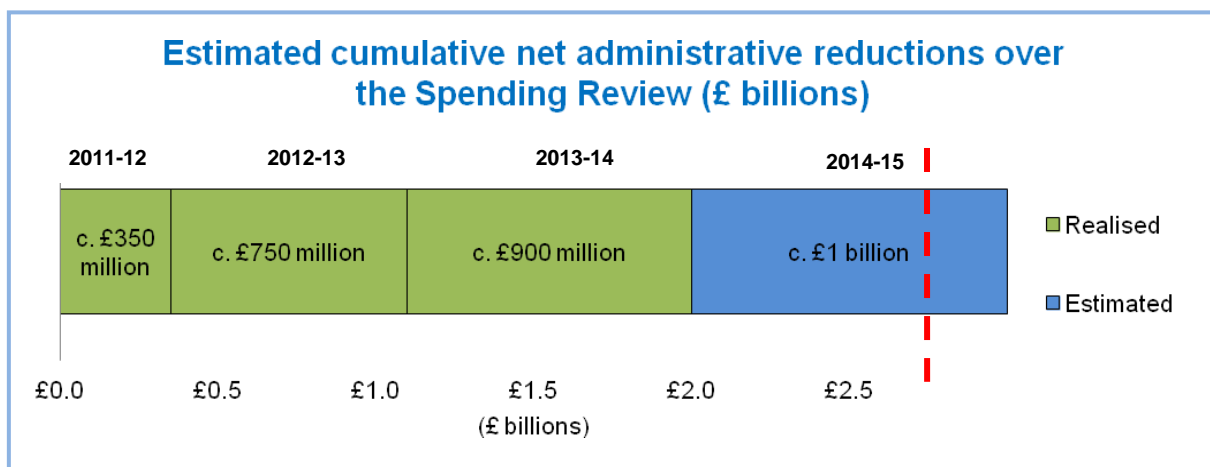 Estimated cumulative net administrative reductions over
the Spending Review (£ billions)
2011-12 2012-13 2013-14 2014-15
c. £350
million
c. £750 million
c. £900 million
c. £1 billion
Realised
Estimated
£0.0 £0.5 £1.0 £1.5 £2.0 £2.5
(£ billions)